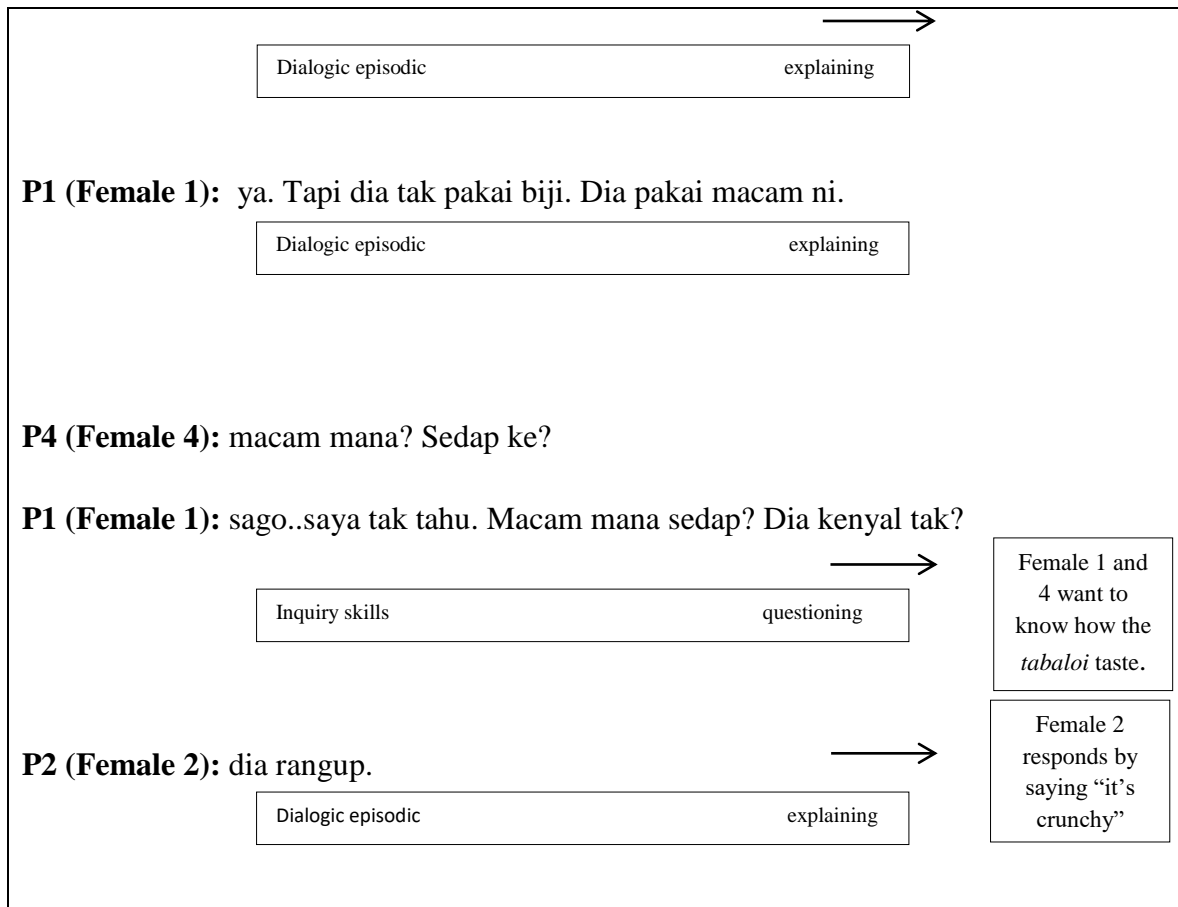 Dialogic episodic explaining
P1 (Female 1): ya. Tapi dia tak pakai biji. Dia pakai macam ni.
Dialogic episodic explaining
P4 (Female 4): macam mana? Sedap ke?
P1 (Female 1): sago..saya tak tahu. Macam mana sedap? Dia kenyal tak?
Inquiry skills questioning
Female 1 and
4 want to
know how the
tabaloi taste.
P2 (Female 2): dia rangup.
Dialogic episodic explaining
Female 2
responds by
saying “it’s
crunchy”